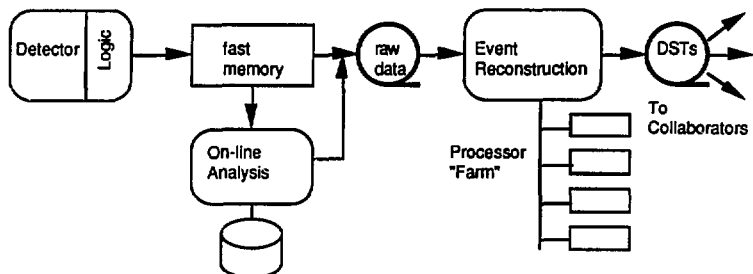 Detector
Logic
fast
memory
raw
data
Event
Reconstruction
DSTs
To
Collaborators
On-line
Analysis
Processor
"Farm"